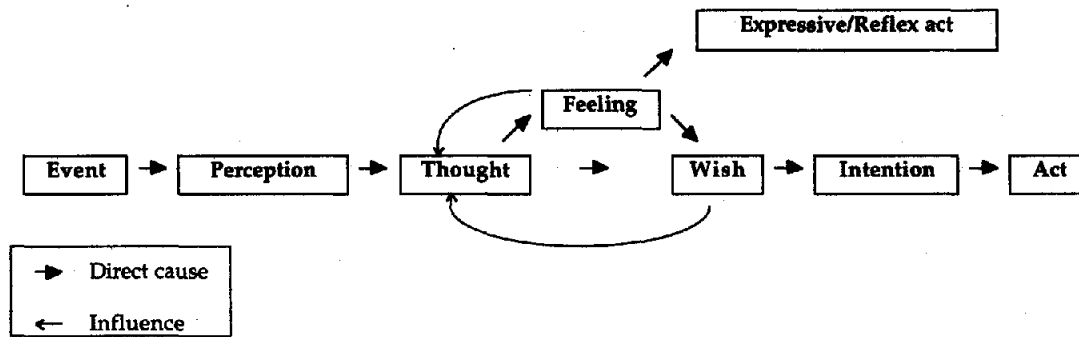 Expressive/Reflex act
Feeling
Event
Perception
Thought
Wish
Intention
Act
Direct cause
Influence